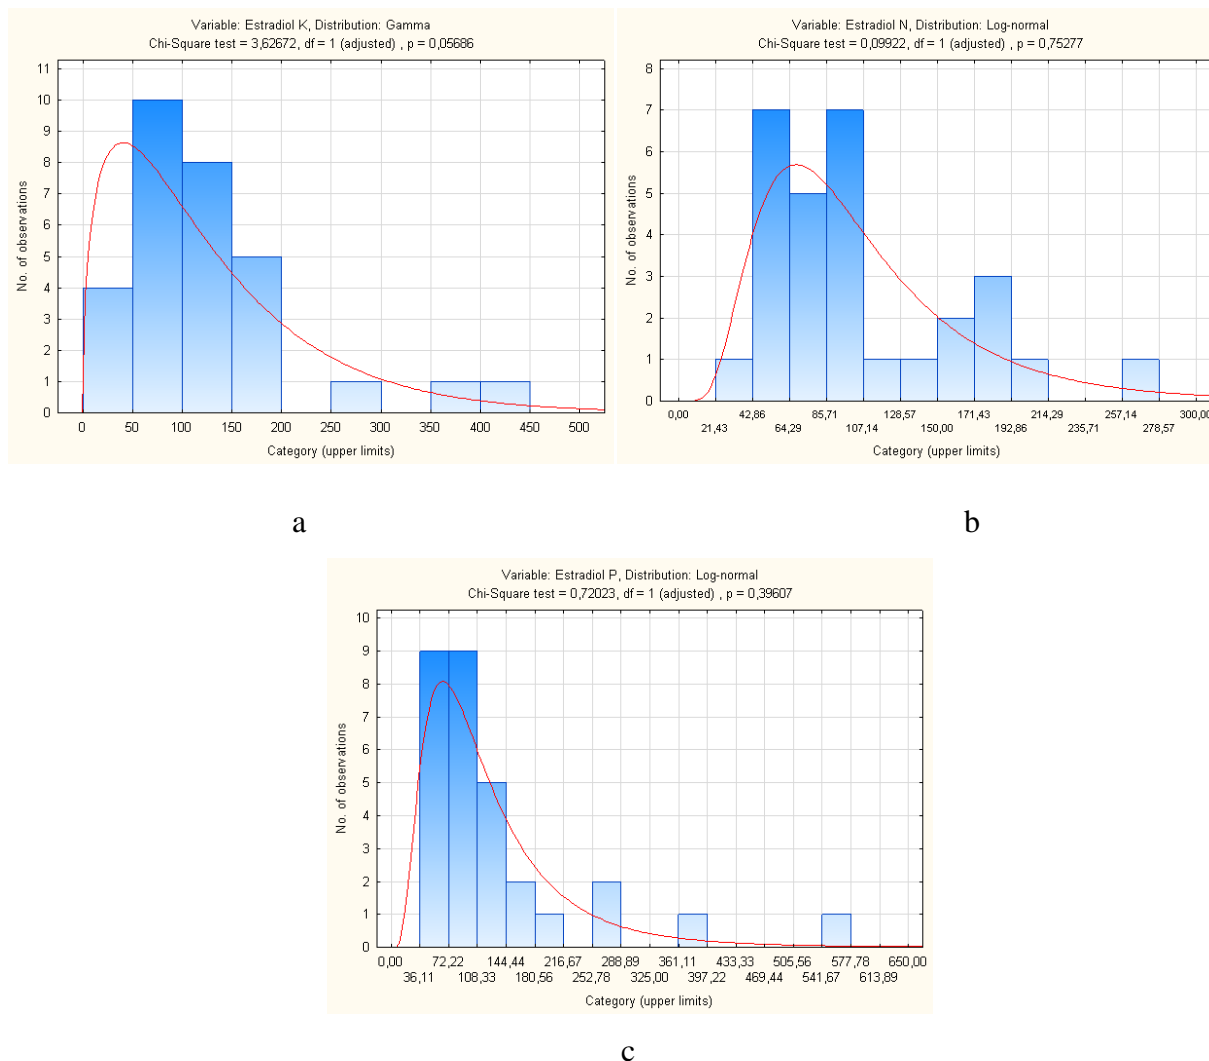 Variable: Estradiol K, Distribution: Gamma
Chi-Square test = 3,62672, df = 1 (adjusted) , p = 0,05686
11
10
9
8
7
6
5
4
3
2
1
0
No. of observations
0 50 100 150 200 250 300 350 400 450 500
Category (upper limits)
a
Variable: Estradiol N, Distribution: Log-normal
Chi-Square test = 0,09922, df = 1 (adjusted) , p = 0,75277
8
7
6
5
4
3
2
1
0
No. of observations
0,00 42,86 85,71 128,57 171,43 214,29 257,14 300,00
21,43 64,29 107,14 150,00 192,86 235,71 278,57
Category (upper limits)
b
Variable: Estradiol P, Distribution: Log-normal
Chi-Square test = 0,72023, df = 1 (adjusted) , p = 0,39607
10
9
8
7
6
5
4
3
2
1
0
No. of observations
0,00 72,22 144,44 216,67 288,89 361,11 433,33 505,56 577,78 650,00
36,11 108,33 180,56 252,78 325,00 397,22 469,44 541,67 613,89
Category (upper limits)
c